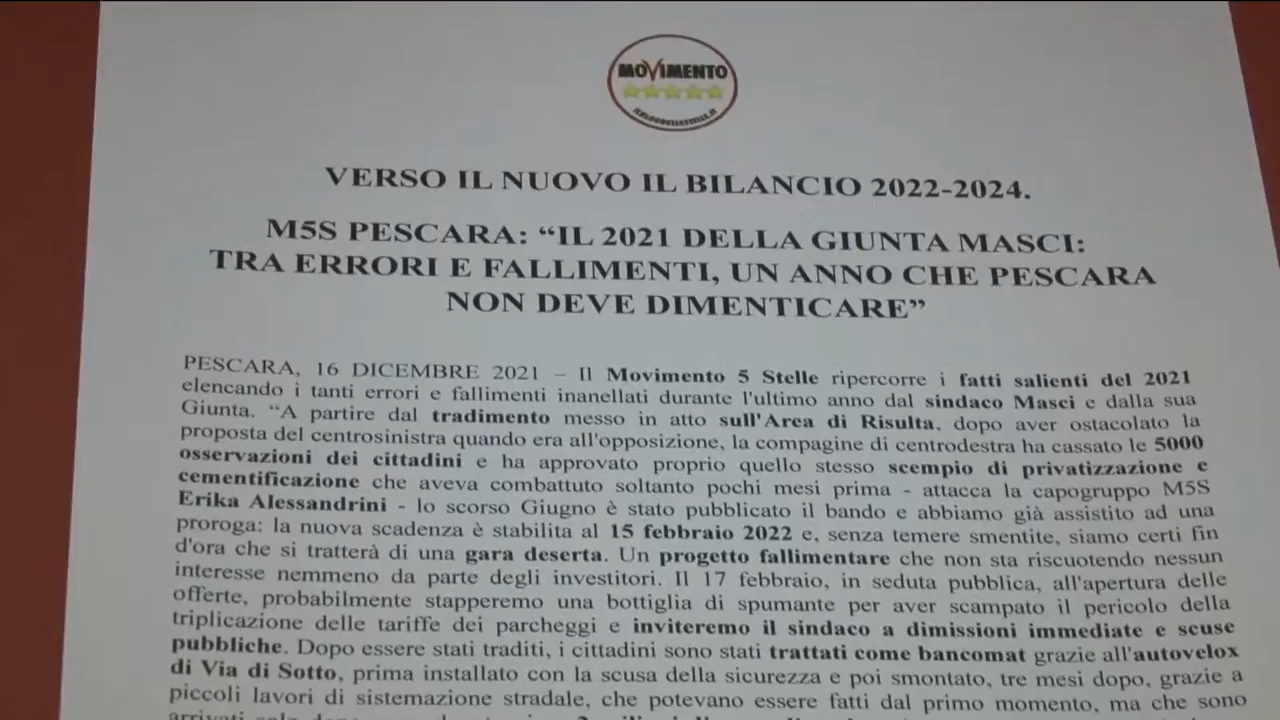 MOVIMENTO
VERSO IL NUOVO IL BILANCIO 2022-2024.
M5S PESCARA: “IL 2021 DELLA GIUNTA MASCI:
TRA ERRORI E FALLIMENTI, UN ANNO CHE PESCARA
NON DEVE DIMENTICARE”
PESCARA, 16 DICEMBRE 2021 – Il Movimento 5 Stelle ripercorre i fatti salienti del 2021
elencando i tanti errori e fallimenti inanellati durante l'ultimo anno dal sindaco Masci e dalla sua
Giunta. “A partire dal tradimento messo in atto sull'Area di Risulta, dopo aver ostacolato la
proposta del centrosinistra quando era all'opposizione, la compagine di centrodestra ha cassato le 5000
osservazioni dei cittadini e ha approvato proprio quello stesso scempio di privatizzazione e
cementificazione che aveva combattuto soltanto pochi mesi prima - attacca la capogruppo M5S
Erika Alessandrini - lo scorso Giugno è stato pubblicato il bando e abbiamo già assistito ad una
proroga: la nuova scadenza è stabilita al 15 febbraio 2022 e, senza temere smentite, siamo certi fin
d'ora che si tratterà di una gara deserta. Un progetto fallimentare che non sta riscuotendo nessun
interesse nemmeno da parte degli investitori. Il 17 febbraio, in seduta pubblica, all'apertura delle
offerte, probabilmente stapperemo una bottiglia di spumante per aver scampato il pericolo della
triplicazione delle tariffe dei parcheggi e inviteremo il sindaco a dimissioni immediate e scuse
pubbliche. Dopo essere stati traditi, i cittadini sono stati trattati come bancomat grazie all'autovelox
di Via di Sotto, prima installato con la scusa della sicurezza e poi smontato, tre mesi dopo, grazie a
piccoli lavori di sistemazione stradale, che potevano essere fatti dal primo momento, ma che sono